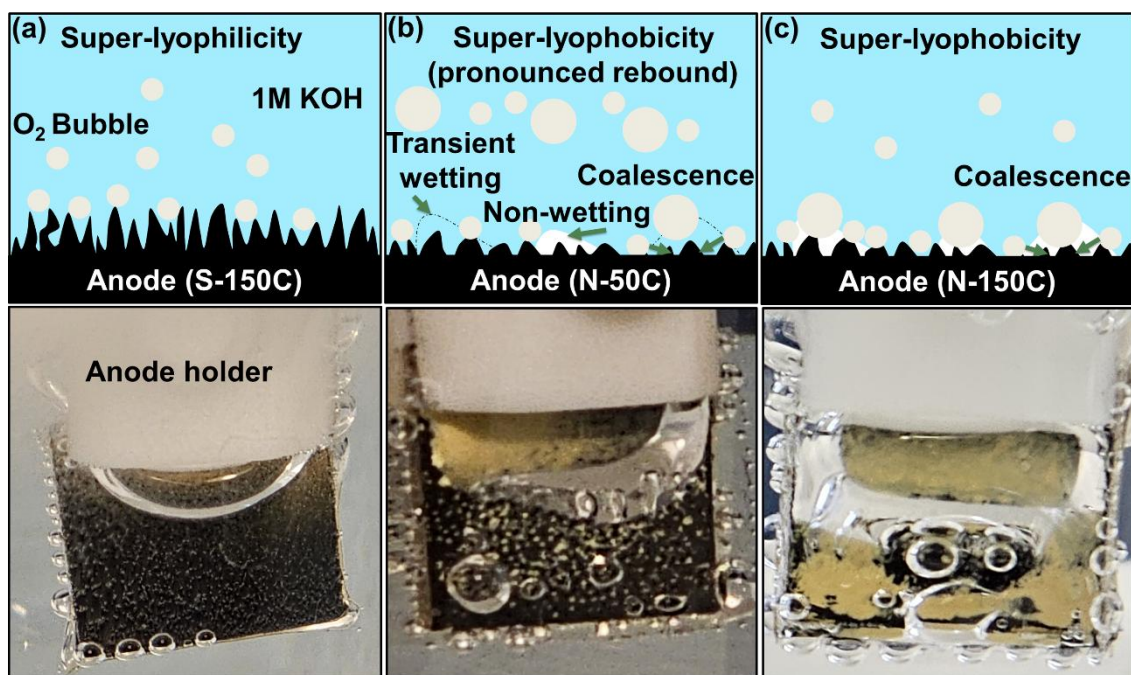 (a)
Super-lyophilicity
1M KOH
O₂ Bubble
Anode (S-150C)
(b)
Super-lyophobicity
(pronounced rebound)
Transient
wetting
Coalescence
Non-wetting
Anode (N-50C)
(c)
Super-lyophobicity
Coalescence
Anode (N-150C)
Anode holder